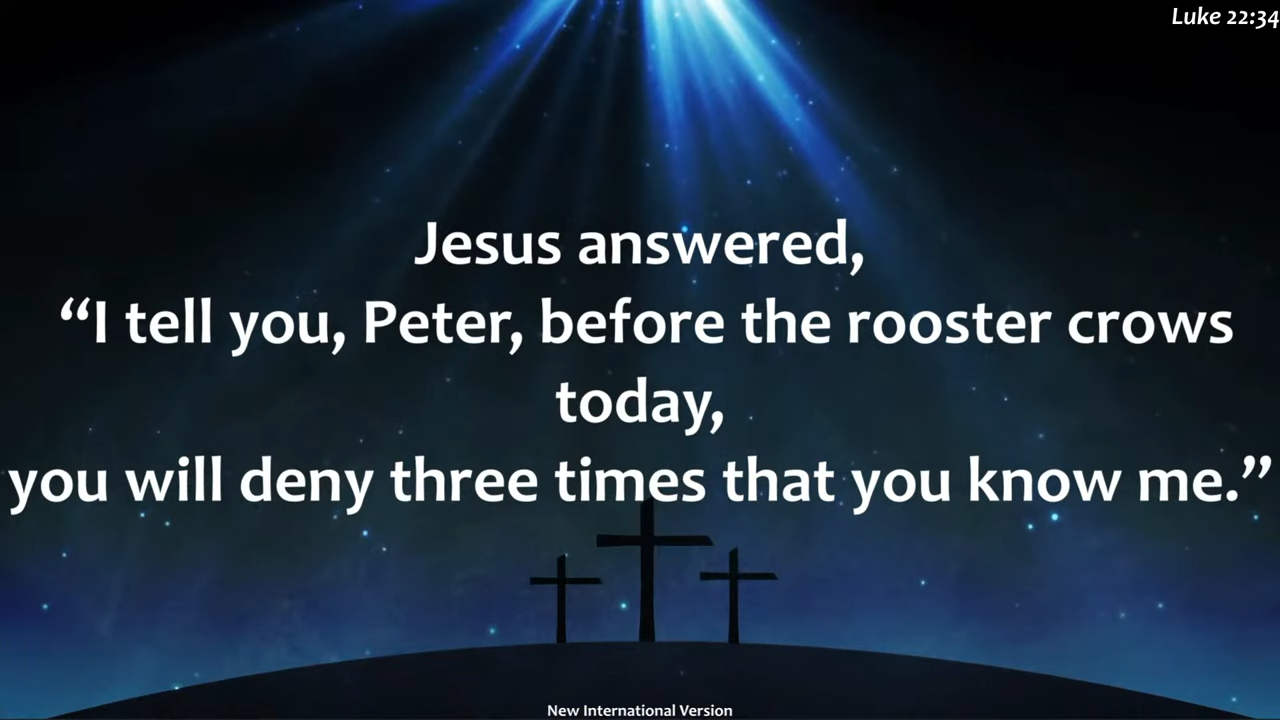 Luke 22:34
Jesus answered,
“I tell you, Peter, before the rooster crows
today,
you will deny three times that you know me.”
New International Version